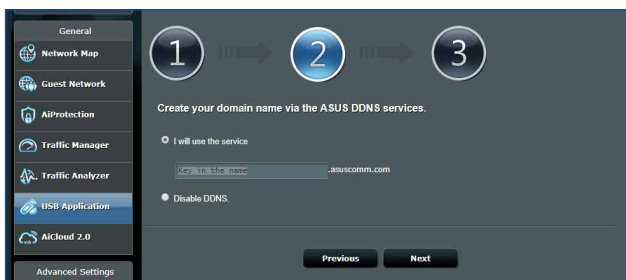 General
Network Map
Guest Network
AiProtection
Traffic Manager
Traffic Analyzer
USB Application
AiCloud 2.0
Advanced Settings
1 2 3
Create your domain name via the ASUS DDNS services.
I will use the service
Key in the name .asuscomm.com
Disable DDNS.
Previous Next